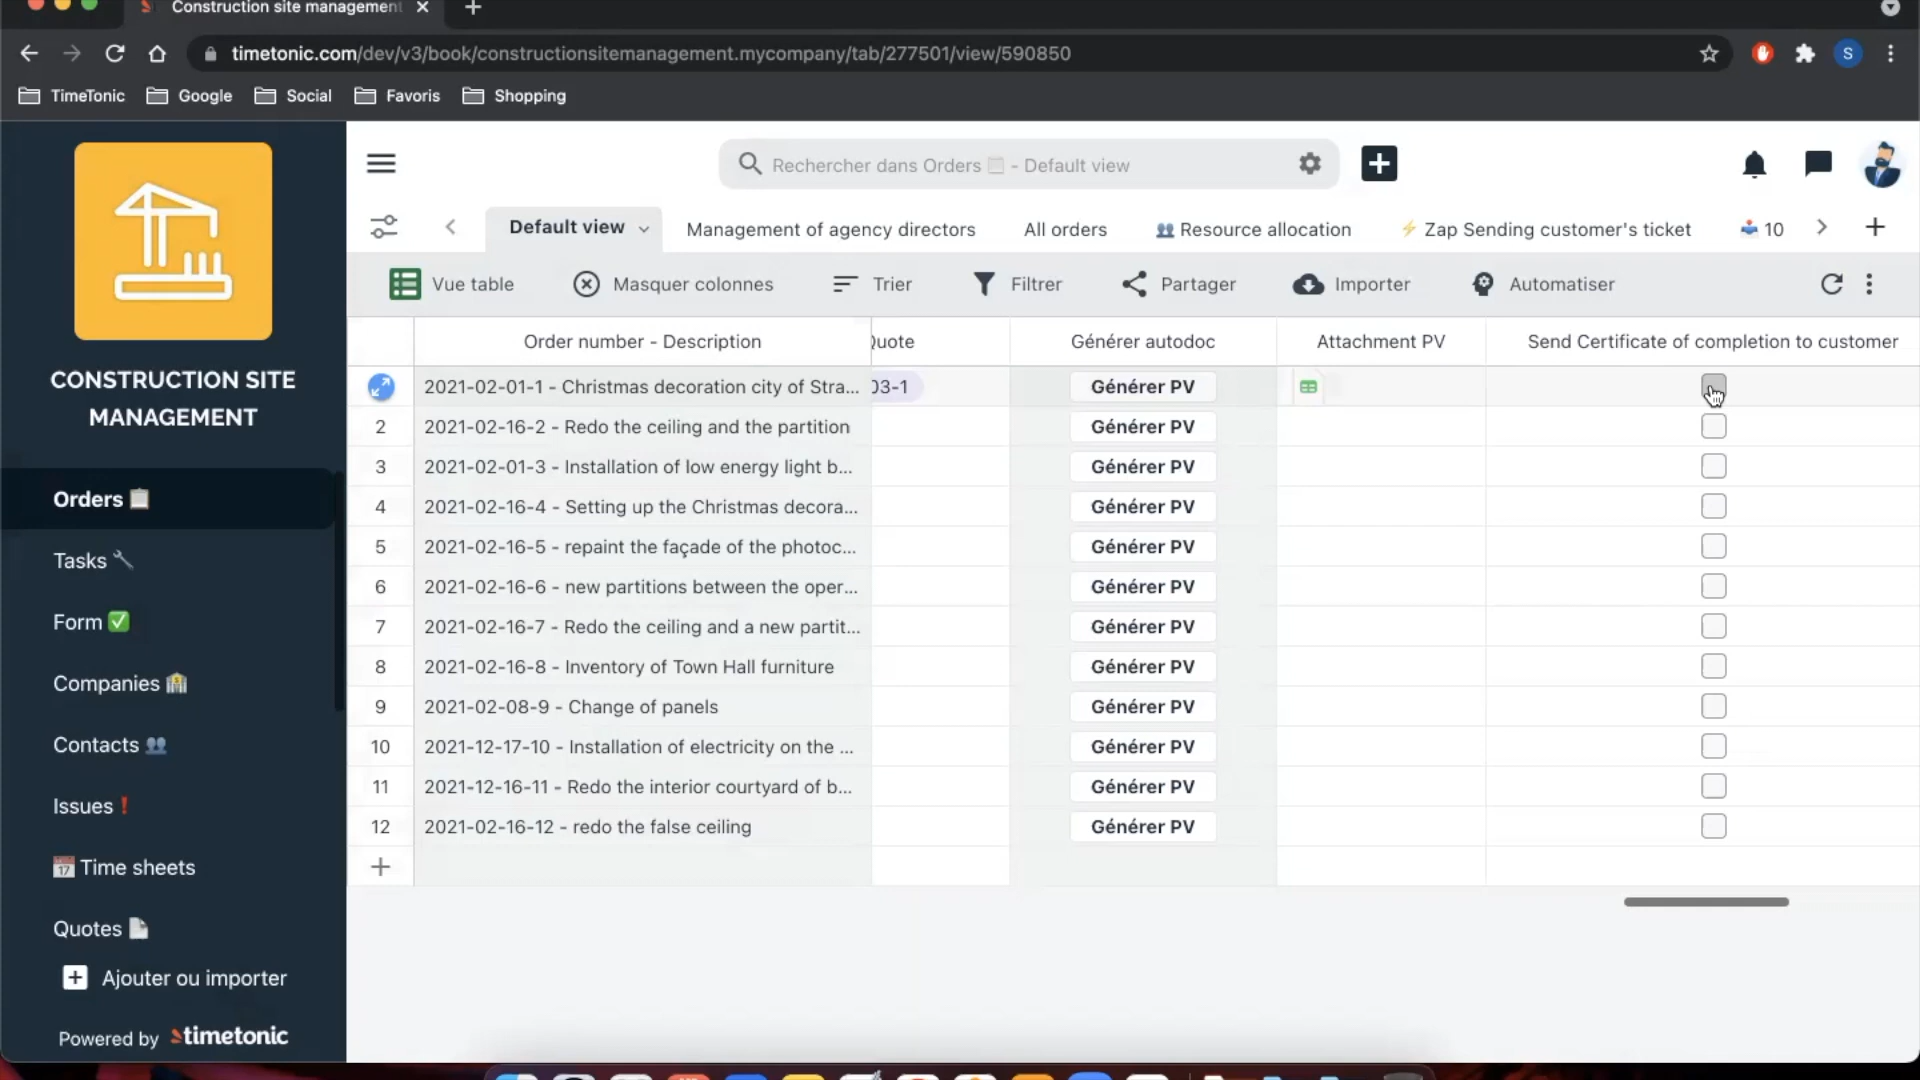 Construction site management
timetonic.com/dev/v3/book/constructionsitemanagement.mycompany/tab/277501/view/590850
S
TimeTonic Google Social Favoris Shopping
CONSTRUCTION SITE
MANAGEMENT
Orders
Tasks
Form
Companies
Contacts
Issues
17 Time sheets
Quotes
Ajouter ou importer
Powered by timetonic
Rechercher dans Orders - Default view
Default view Management of agency directors All orders Resource allocation Zap Sending customer's ticket 10
Vue table Masquer colonnes Trier Filtrer Partager Importer Automatiser
Order number - Description Quote Générer autodoc Attachment PV Send Certificate of completion to customer
2021-02-01-1 - Christmas decoration city of Stra... 03-1 Générer PV
2 2021-02-16-2 - Redo the ceiling and the partition Générer PV
3 2021-02-01-3 - Installation of low energy light b... Générer PV
4 2021-02-16-4 - Setting up the Christmas decora... Générer PV
5 2021-02-16-5 - repaint the façade of the photoc... Générer PV
6 2021-02-16-6 - new partitions between the oper... Générer PV
7 2021-02-16-7 - Redo the ceiling and a new partit... Générer PV
8 2021-02-16-8 - Inventory of Town Hall furniture Générer PV
9 2021-02-08-9 - Change of panels Générer PV
10 2021-12-17-10 - Installation of electricity on the ... Générer PV
11 2021-12-16-11 - Redo the interior courtyard of b... Générer PV
12 2021-02-16-12 - redo the false ceiling Générer PV